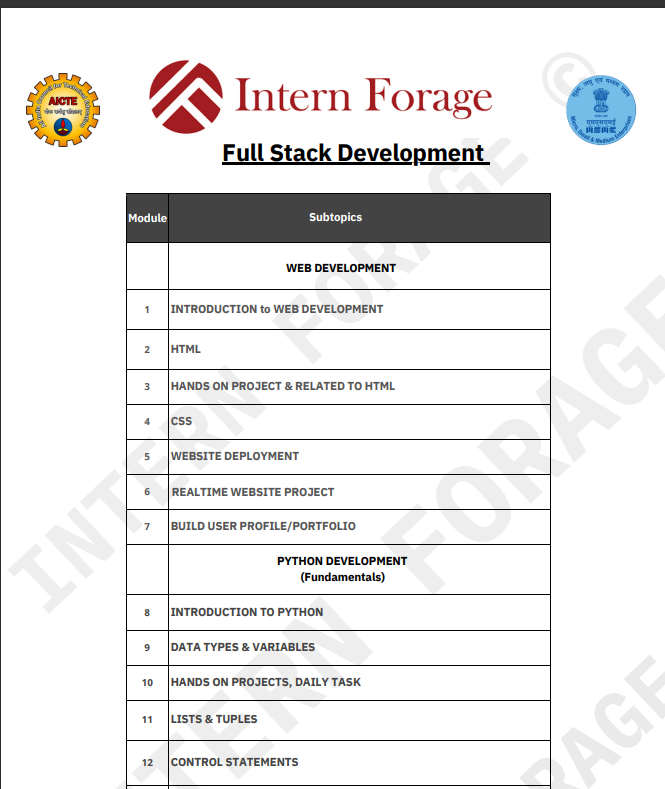 AICTE
Intern Forage
©
Full Stack Development
Module Subtopics
WEB DEVELOPMENT
1 INTRODUCTION to WEB DEVELOPMENT
2 HTML
3 HANDS ON PROJECT & RELATED TO HTML
4 CSS
5 WEBSITE DEPLOYMENT
6 REALTIME WEBSITE PROJECT
7 BUILD USER PROFILE/PORTFOLIO
PYTHON DEVELOPMENT
(Fundamentals)
8 INTRODUCTION TO PYTHON
9 DATA TYPES & VARIABLES
10 HANDS ON PROJECTS, DAILY TASK
11 LISTS & TUPLES
12 CONTROL STATEMENTS
INTERN FORAGE
INTERN FORAGE
RAGE